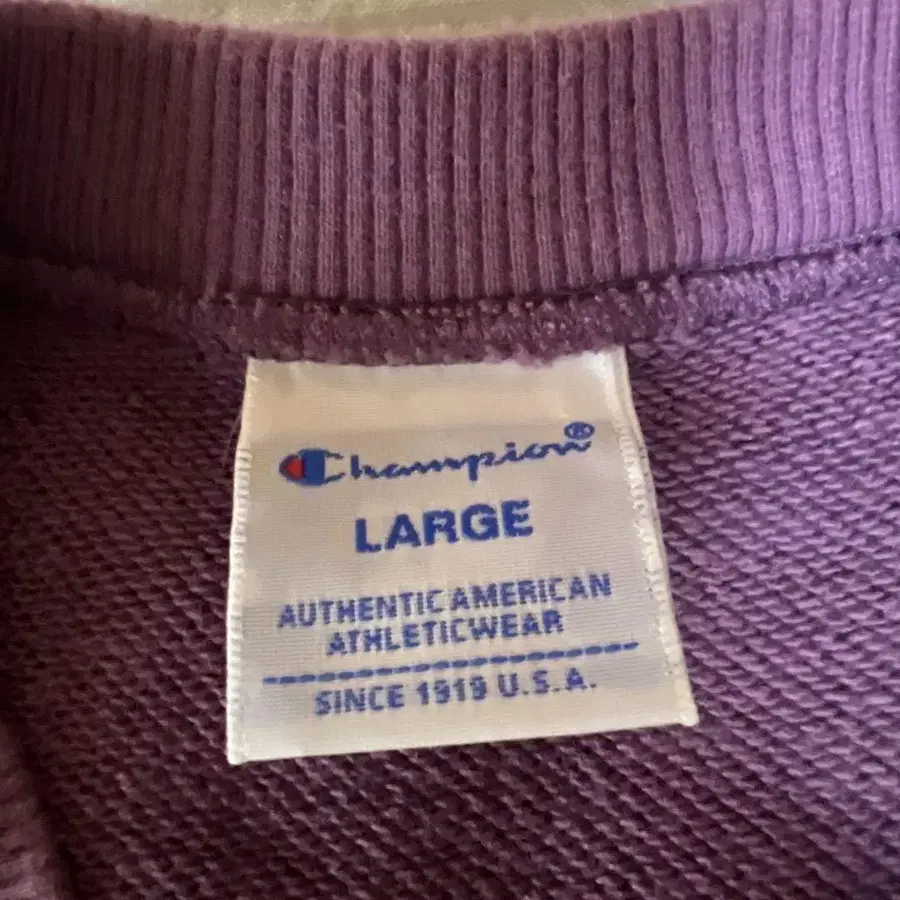 Champion®
LARGE
AUTHENTIC AMERICAN
ATHLETICWEAR
SINCE 1919 U.S.A.